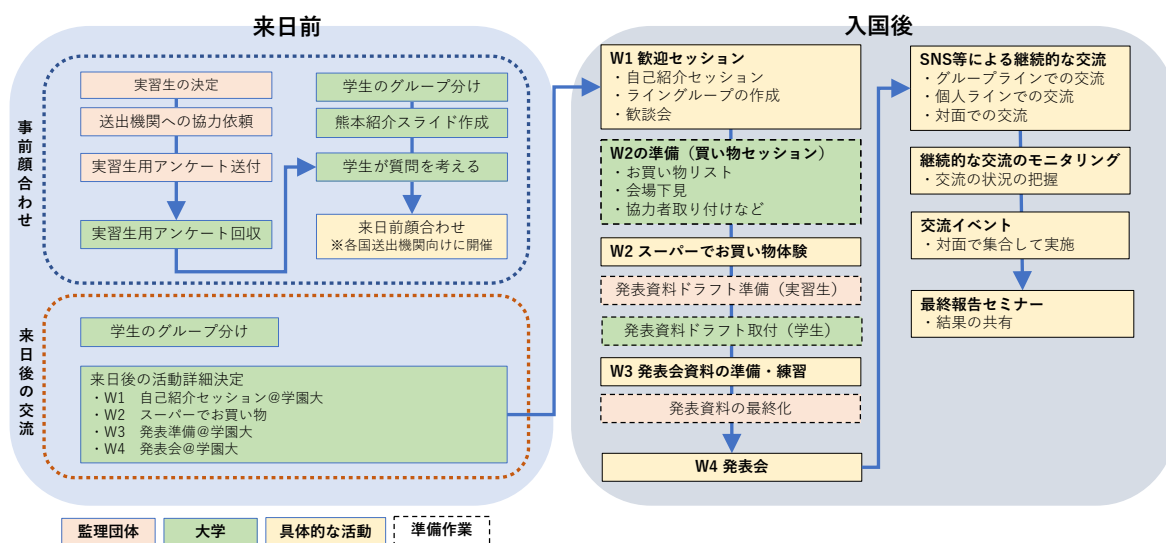 来日前
事前顔合わせ
実習生の決定
送出機関への協力依頼
実習生用アンケート送付
実習生用アンケート回収
学生のグループ分け
熊本紹介スライド作成
学生が質問を考える
来日前顔合わせ
※各国送出機関向けに開催
来日後の交流
学生のグループ分け
来日後の活動詳細決定
・W1 自己紹介セッション@学園大
・W2 スーパーでお買い物
・W3 発表準備@学園大
・W4 発表会@学園大
入国後
W1 歓迎セッション
・自己紹介セッション
・ライングループの作成
・歓談会
W2の準備（買い物セッション）
・お買い物リスト
・会場下見
・協力者取り付けなど
W2 スーパーでお買い物体験
発表資料ドラフト準備（実習生）
発表資料ドラフト取付（学生）
W3 発表会資料の準備・練習
発表資料の最終化
W4 発表会
SNS等による継続的な交流
・グループラインでの交流
・個人ラインでの交流
・対面での交流
継続的な交流のモニタリング
・交流の状況の把握
交流イベント
・対面で集合して実施
最終報告セミナー
・結果の共有
監理団体
大学
具体的な活動
準備作業